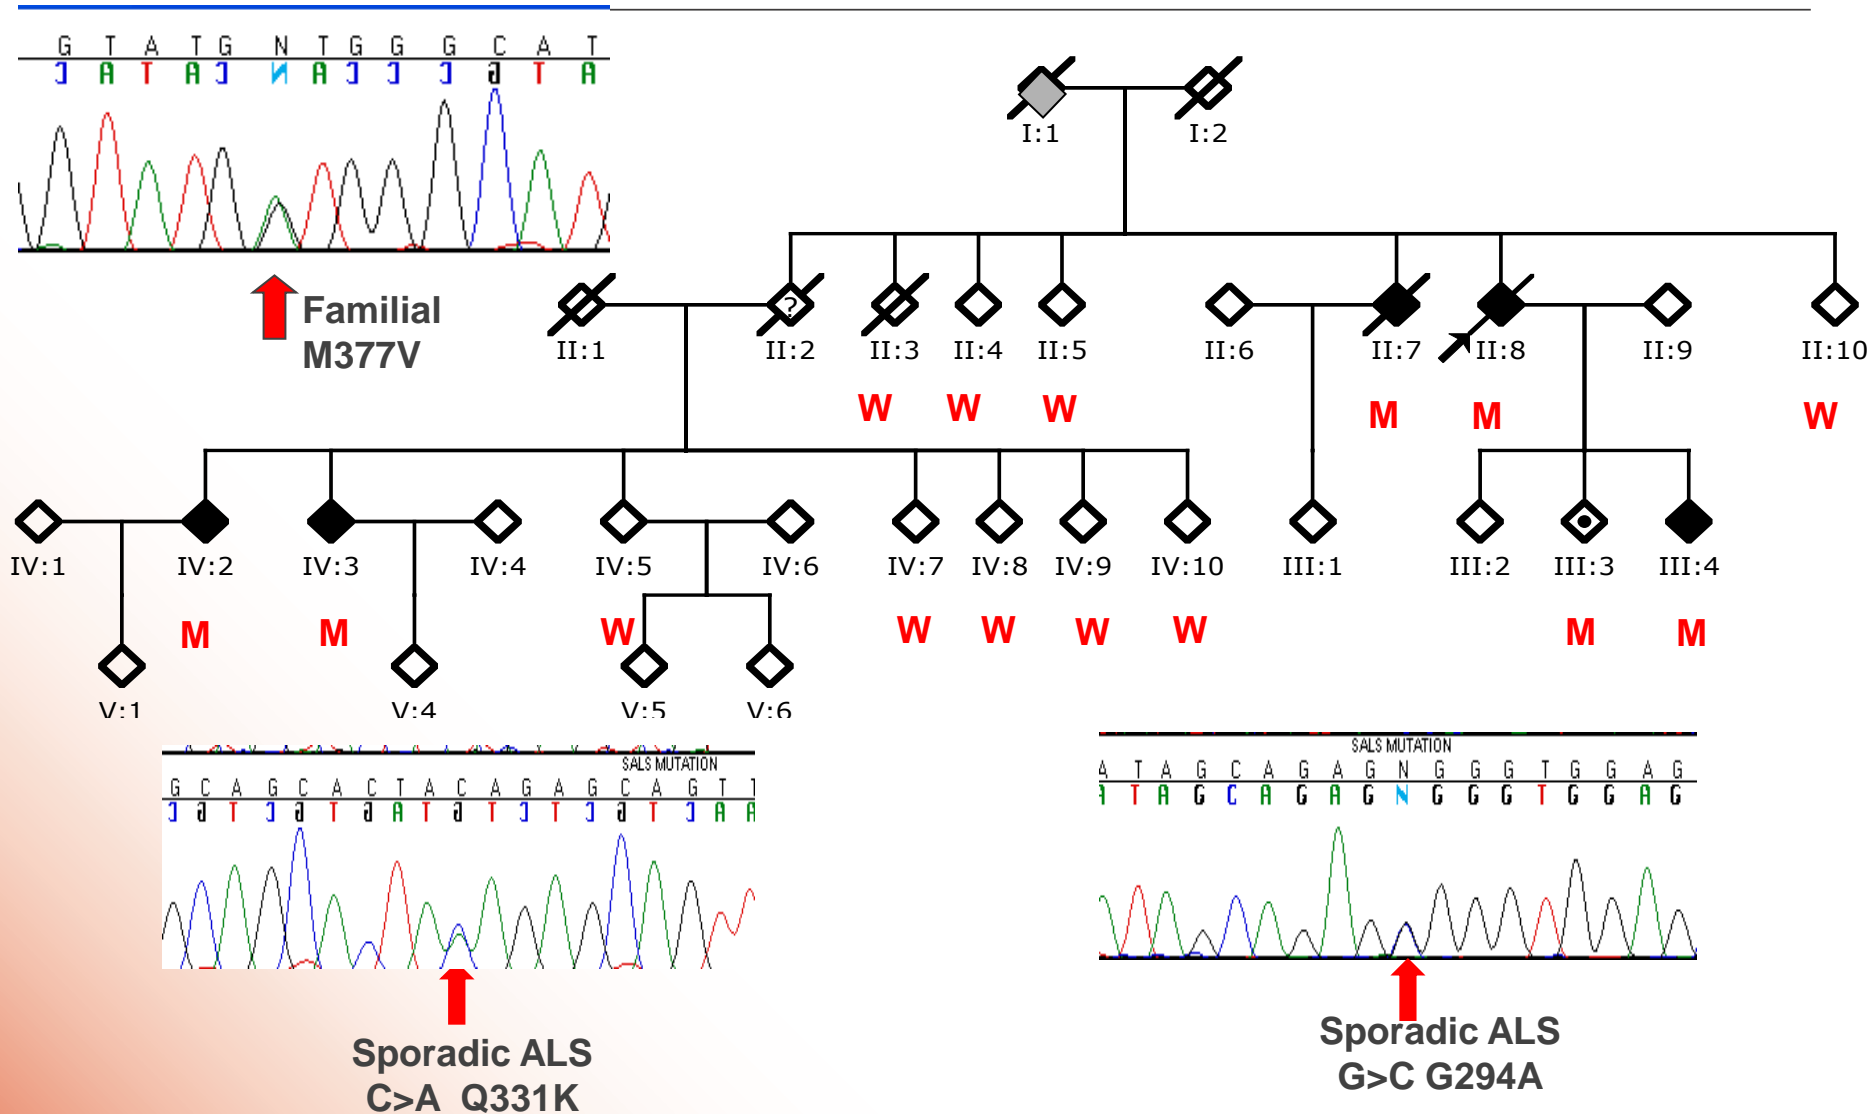 G T A T G N T G G G C A T
C A T A C N A C C C G T A
I:1 I:2
Familial
M377V
?
II:1 II:2 II:3 II:4 II:5 II:6 II:7 II:8 II:9 II:10
W W W M M W
IV:1 IV:2 IV:3 IV:4 IV:5 IV:6 IV:7 IV:8 IV:9 IV:10 III:1 III:2 III:3 III:4
M M W W W W W M M
V:1 V:4 V:5 V:6
SALS MUTATION
G C A G C A C T A C A G A G C A G T T
C G T C G T G A T G T C T C G T C A A
Sporadic ALS
C>A Q331K
SALS MUTATION
A T A G C A G A G N G G G T G G A G
A T A G C A G A G N G G G T G G A G
Sporadic ALS
G>C G294A